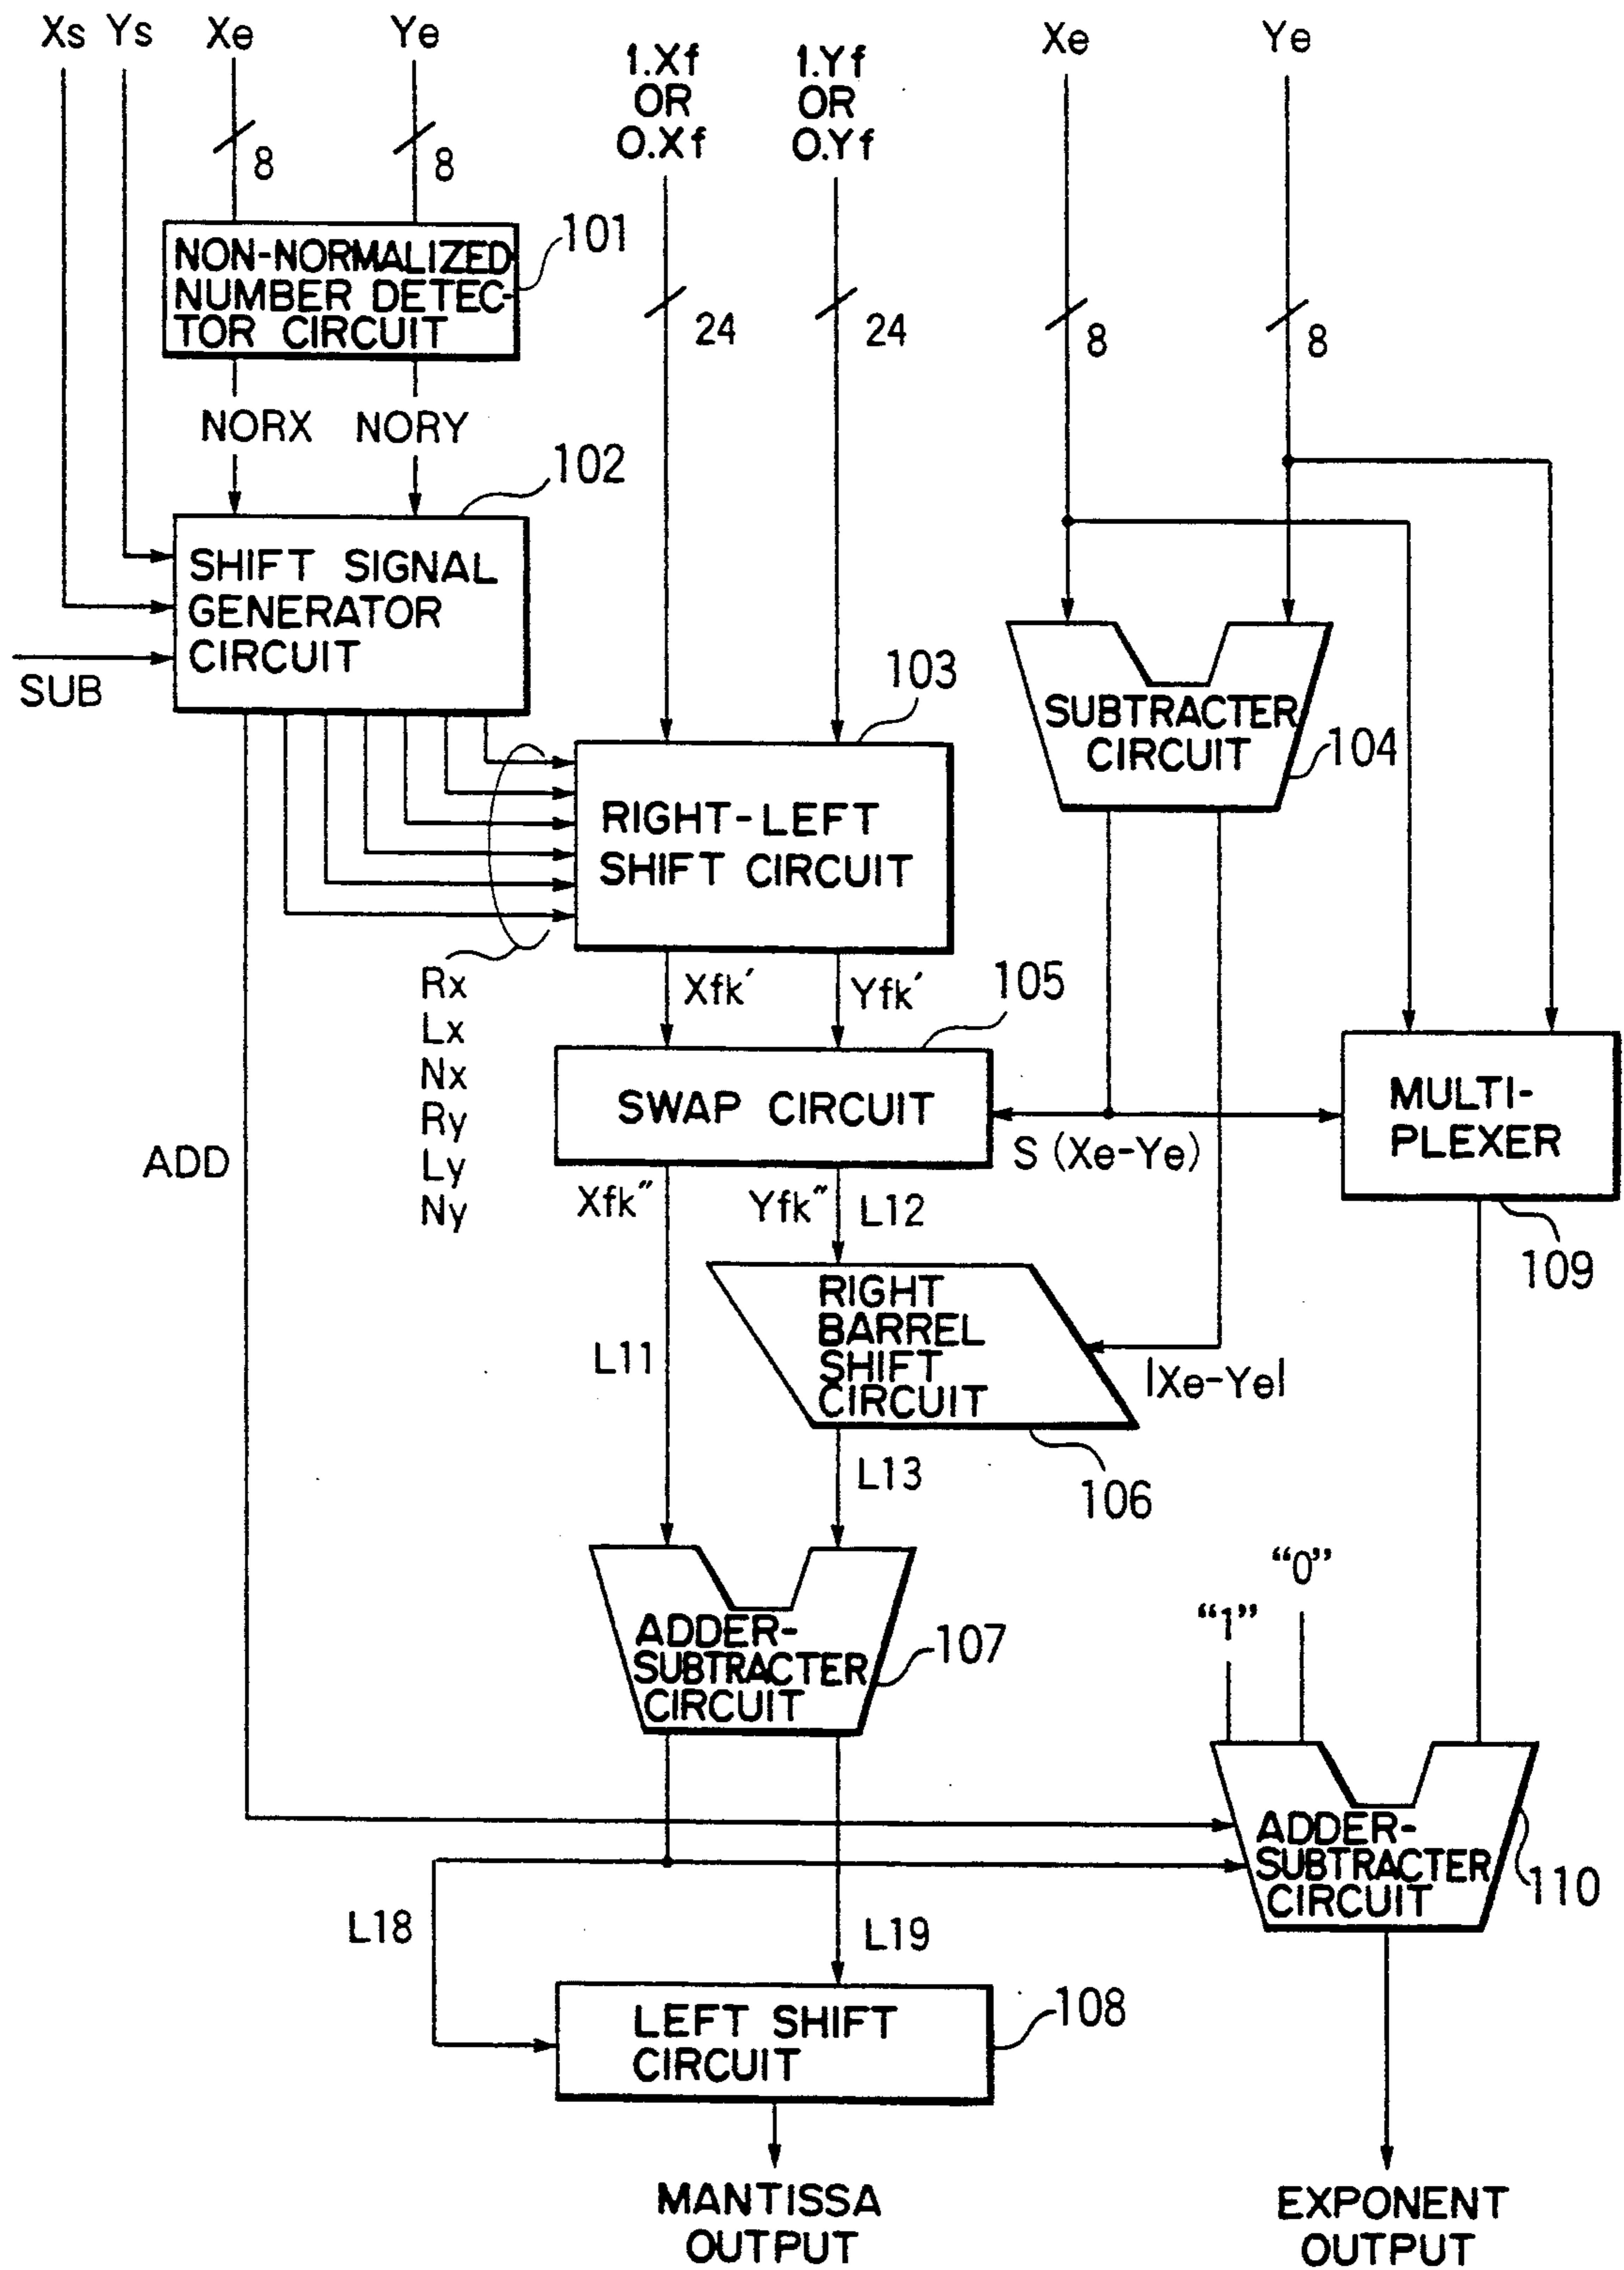 Xs Ys Xe Ye
1.Xf
OR
0.Xf
1.Yf
OR
0.Yf
Xe Ye
8 8
24 24
8 8
NON-NORMALIZED
NUMBER DETEC-
TOR CIRCUIT
101
NORX NORY
102
SHIFT SIGNAL
GENERATOR
CIRCUIT
SUB
103
RIGHT-LEFT
SHIFT CIRCUIT
SUBTRACTER
CIRCUIT
104
Rx
Lx
Nx
Ry
Ly
Ny
Xfk′ Yfk′
105
SWAP CIRCUIT
S (Xe-Ye)
MULTI-
PLEXER
109
ADD
Xfk″ Yfk″ L12
RIGHT
BARREL
SHIFT
CIRCUIT
|Xe-Ye|
106
L11
L13
ADDER-
SUBTRACTER
CIRCUIT
107
“1” “0”
ADDER-
SUBTRACTER
CIRCUIT
110
L18 L19
LEFT SHIFT
CIRCUIT
108
MANTISSA
OUTPUT
EXPONENT
OUTPUT